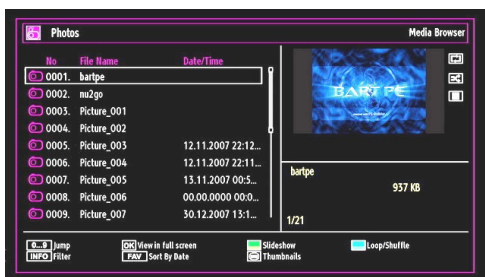 Photos
Media Browser
No File Name Date/Time
0001. bartpe
0002. nu2go
0003. Picture_001
0004. Picture_002
0005. Picture_003 12.11.2007 22:12...
0006. Picture_004 12.11.2007 22:11...
0007. Picture_005 13.11.2007 00:5...
0008. Picture_006 00.00.0000 00:0...
0009. Picture_007 30.12.2007 13:1...
BART PE
bartpe
937 KB
1/21
0...9 Jump OK View in full screen Slideshow Loop/Shuffle
INFO Filter FAV Sort By Date Thumbnails